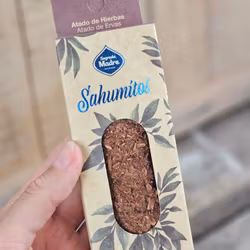 Atado de Hierbas
Atado de Ervas
Sagrada
Madre
Sahumitos